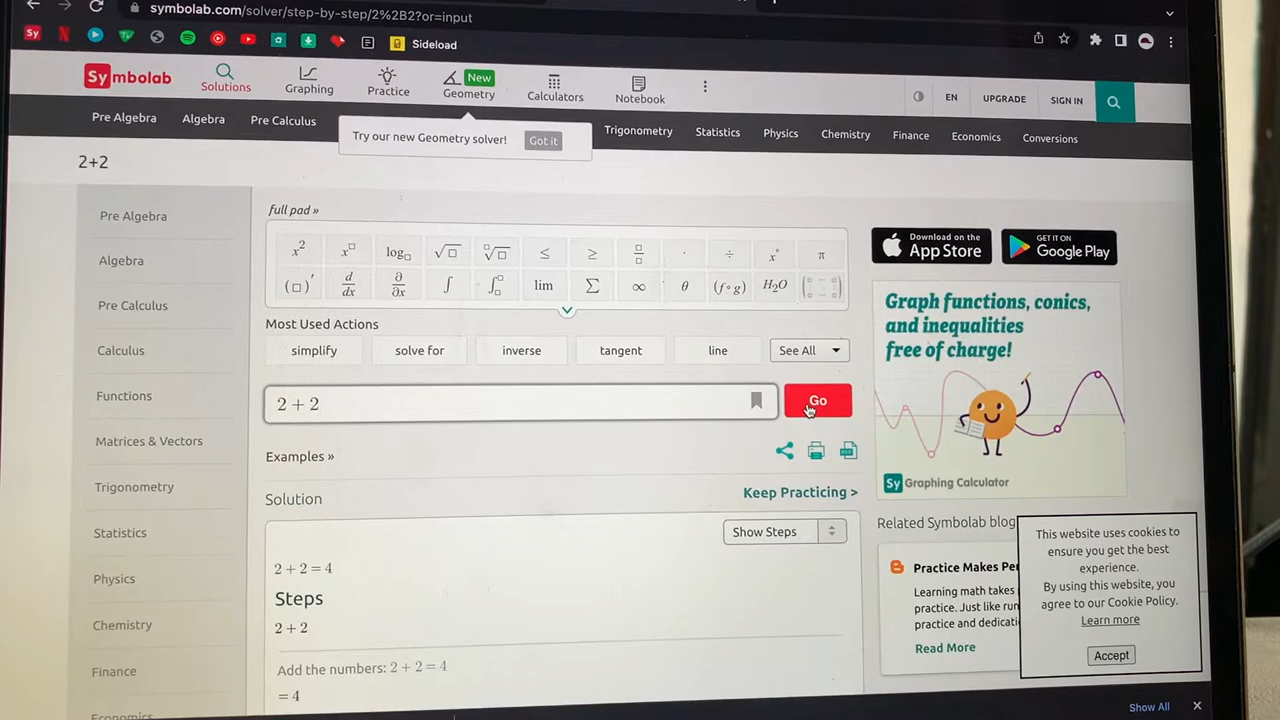 symbolab.com/solver/step-by-step/2%2B2?or=input
Sy
Sideload
Symbolab
Solutions
Graphing
Practice
New
Geometry
Calculators
Notebook
EN
UPGRADE
SIGN IN
Pre Algebra
Algebra
Pre Calculus
Try our new Geometry solver!
Got it
Trigonometry
Statistics
Physics
Chemistry
Finance
Economics
Conversions
2+2
Pre Algebra
Algebra
Pre Calculus
Calculus
Functions
Matrices & Vectors
Trigonometry
Statistics
Physics
Chemistry
Finance
Economics
full pad »
x² x^□ log□ √□ ⁿ√□ ≤ ≥ □/□ · ÷ x° π
(□)′ d/dx ∂/∂x ∫ ∫□□ lim ∑ ∞ θ (f∘g) H₂O
Most Used Actions
simplify
solve for
inverse
tangent
line
See All
2 + 2
Go
Examples »
Solution
Keep Practicing >
Show Steps
2 + 2 = 4
Steps
2 + 2
Add the numbers: 2 + 2 = 4
= 4
Download on the
App Store
GET IT ON
Google Play
Graph functions, conics,
and inequalities
free of charge!
Sy Graphing Calculator
Related Symbolab blog
Practice Makes Per
Learning math takes
practice. Just like run
practice and dedicati
Read More
This website uses cookies to
ensure you get the best
experience.
By using this website, you
agree to our Cookie Policy.
Learn more
Accept
Show All